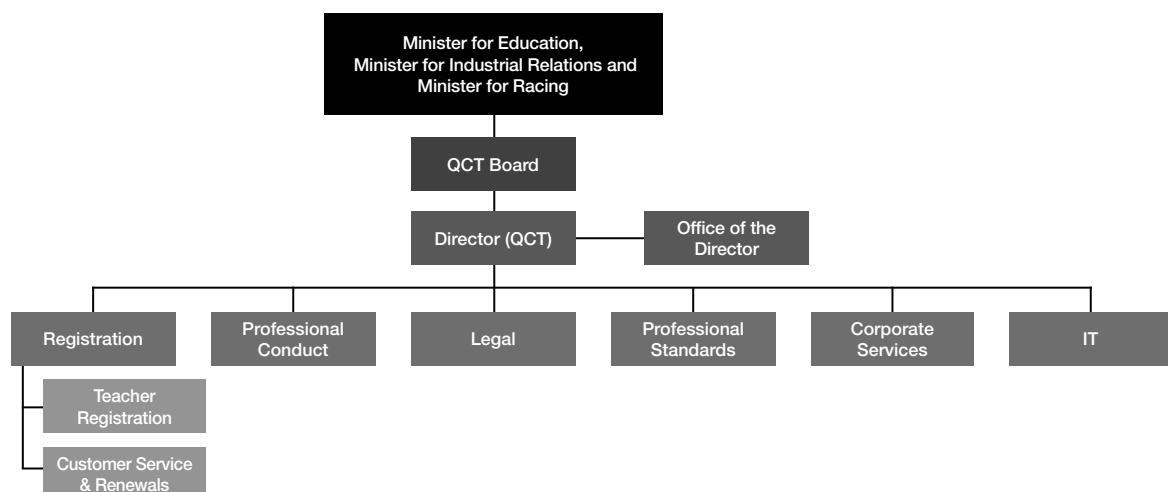 Minister for Education,
Minister for Industrial Relations and
Minister for Racing
QCT Board
Director (QCT)
Office of the
Director
Registration
Professional
Conduct
Legal
Professional
Standards
Corporate
Services
IT
Teacher
Registration
Customer Service
& Renewals